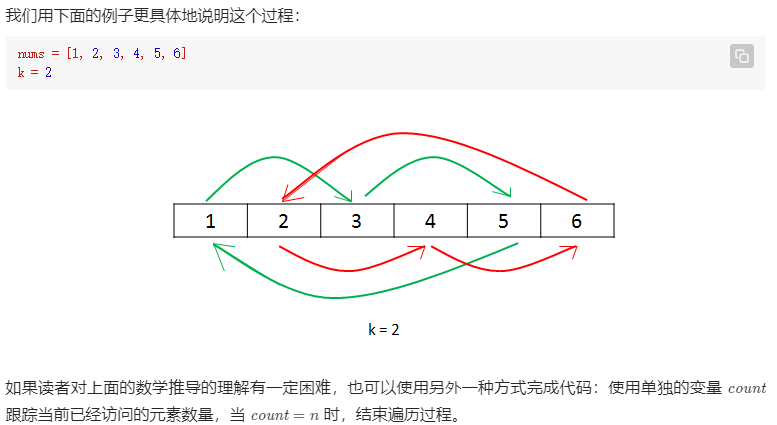 我们用下面的例子更具体地说明这个过程：
nums = [1, 2, 3, 4, 5, 6]
k = 2
1 2 3 4 5 6
k = 2
如果读者对上面的数学推导的理解有一定困难，也可以使用另外一种方式完成代码：使用单独的变量 count
跟踪当前已经访问的元素数量，当 count = n 时，结束遍历过程。